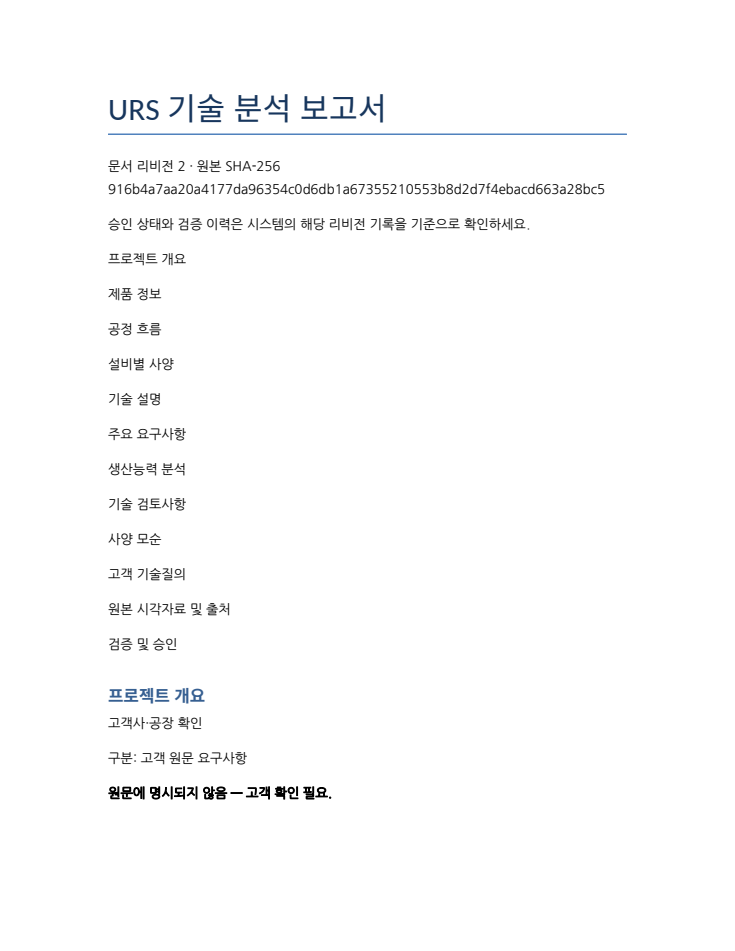 URS 기술 분석 보고서
문서 리비전 2 · 원본 SHA-256
916b4a7aa20a4177da96354c0d6db1a67355210553b8d2d7f4ebacd663a28bc5
승인 상태와 검증 이력은 시스템의 해당 리비전 기록을 기준으로 확인하세요.
프로젝트 개요
제품 정보
공정 흐름
설비별 사양
기술 설명
주요 요구사항
생산능력 분석
기술 검토사항
사양 모순
고객 기술질의
원본 시각자료 및 출처
검증 및 승인
프로젝트 개요
고객사·공장 확인
구분: 고객 원문 요구사항
원문에 명시되지 않음 — 고객 확인 필요.